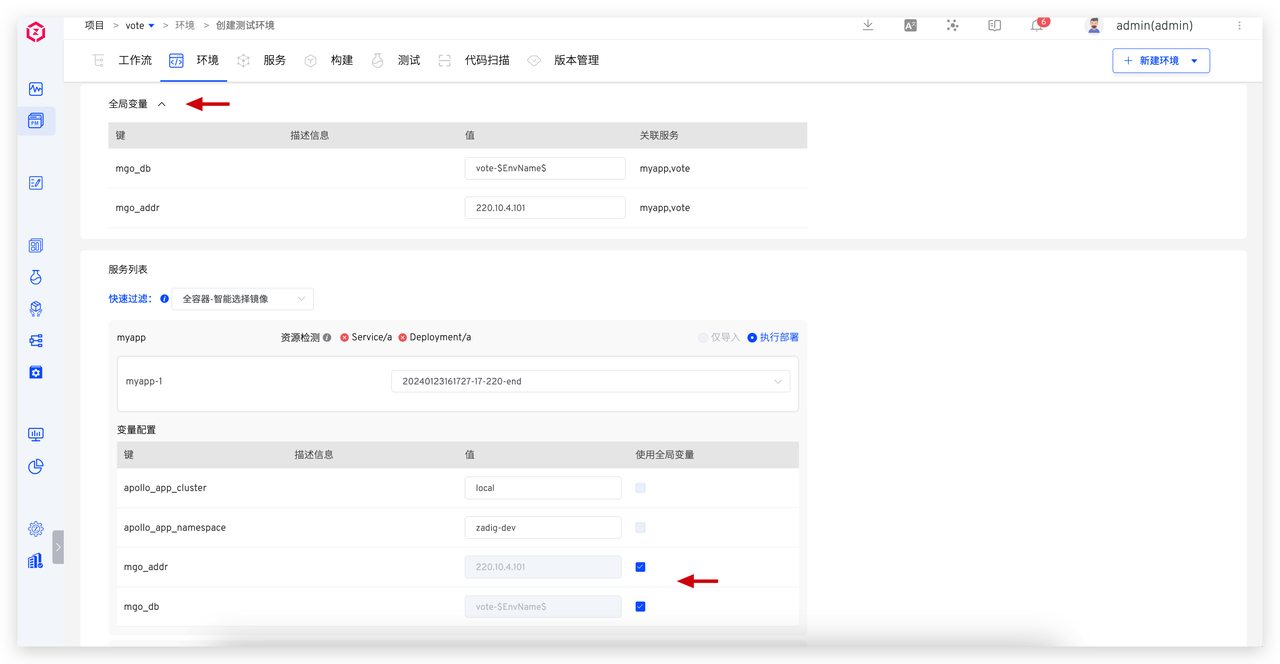 项目 > vote > 环境 > 创建测试环境
6
admin(admin)
工作流 环境 服务 构建 测试 代码扫描 版本管理
+ 新建环境
全局变量
键 描述信息 值 关联服务
mgo_db vote-$EnvName$ myapp,vote
mgo_addr 220.10.4.101 myapp,vote
服务列表
快速过滤: 全容器-智能选择镜像
myapp 资源检测 Service/a Deployment/a 仅导入 执行部署
myapp-1 20240123161727-17-220-end
变量配置
键 描述信息 值 使用全局变量
apollo_app_cluster local
apollo_app_namespace zadig-dev
mgo_addr 220.10.4.101
mgo_db vote-$EnvName$